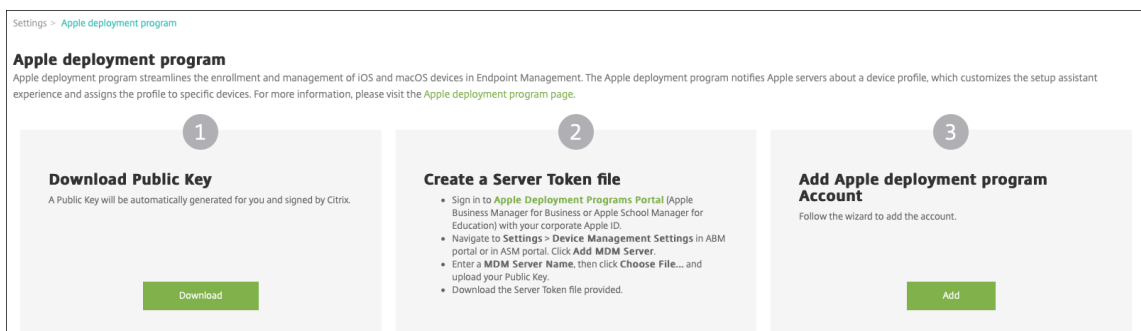 Settings > Apple deployment program
Apple deployment program
Apple deployment program streamlines the enrollment and management of iOS and macOS devices in Endpoint Management. The Apple deployment program notifies Apple servers about a device profile, which customizes the setup assistant
experience and assigns the profile to specific devices. For more information, please visit the Apple deployment program page.
1
Download Public Key
A Public Key will be automatically generated for you and signed by Citrix.
Download
2
Create a Server Token file
• Sign in to Apple Deployment Programs Portal (Apple
Business Manager for Business or Apple School Manager for
Education) with your corporate Apple ID.
• Navigate to Settings > Device Management Settings in ABM
portal or in ASM portal. Click Add MDM Server.
• Enter a MDM Server Name, then click Choose File... and
upload your Public Key.
• Download the Server Token file provided.
3
Add Apple deployment program
Account
Follow the wizard to add the account.
Add